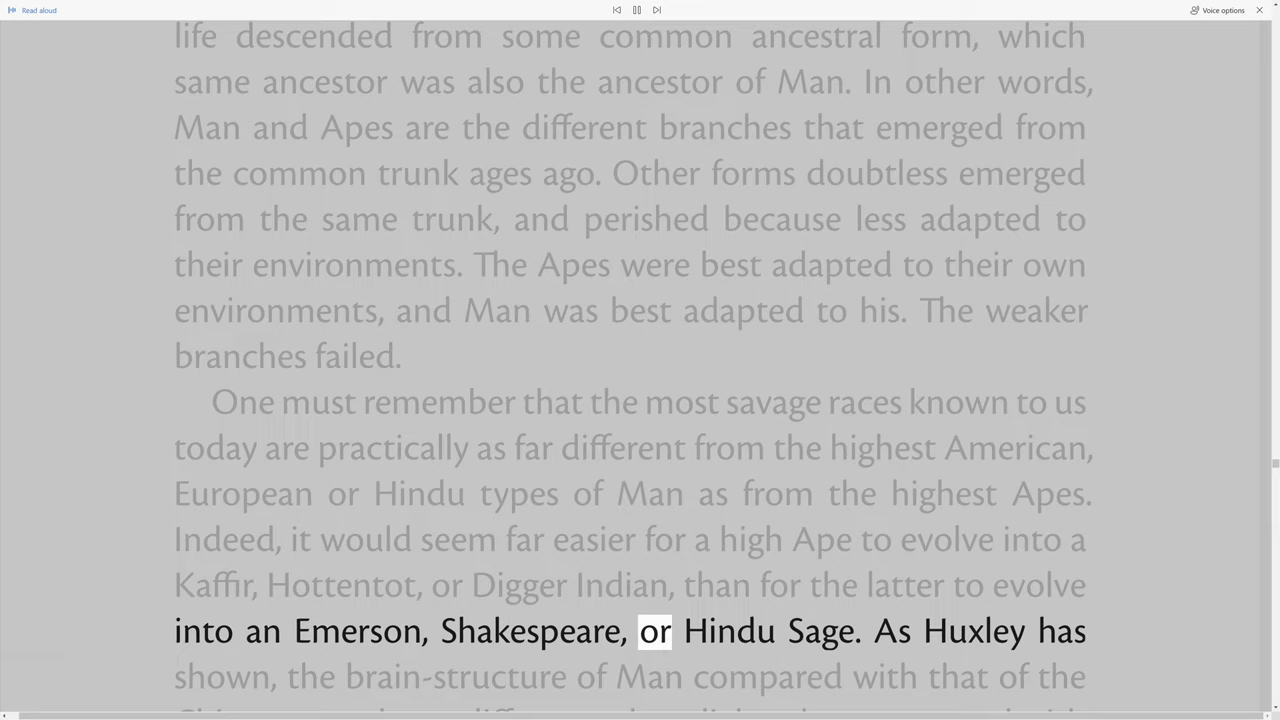 Read aloud
Voice options
life descended from some common ancestral form, which
same ancestor was also the ancestor of Man. In other words,
Man and Apes are the different branches that emerged from
the common trunk ages ago. Other forms doubtless emerged
from the same trunk, and perished because less adapted to
their environments. The Apes were best adapted to their own
environments, and Man was best adapted to his. The weaker
branches failed.
One must remember that the most savage races known to us
today are practically as far different from the highest American,
European or Hindu types of Man as from the highest Apes.
Indeed, it would seem far easier for a high Ape to evolve into a
Kaffir, Hottentot, or Digger Indian, than for the latter to evolve
into an Emerson, Shakespeare, or Hindu Sage. As Huxley has
shown, the brain-structure of Man compared with that of the